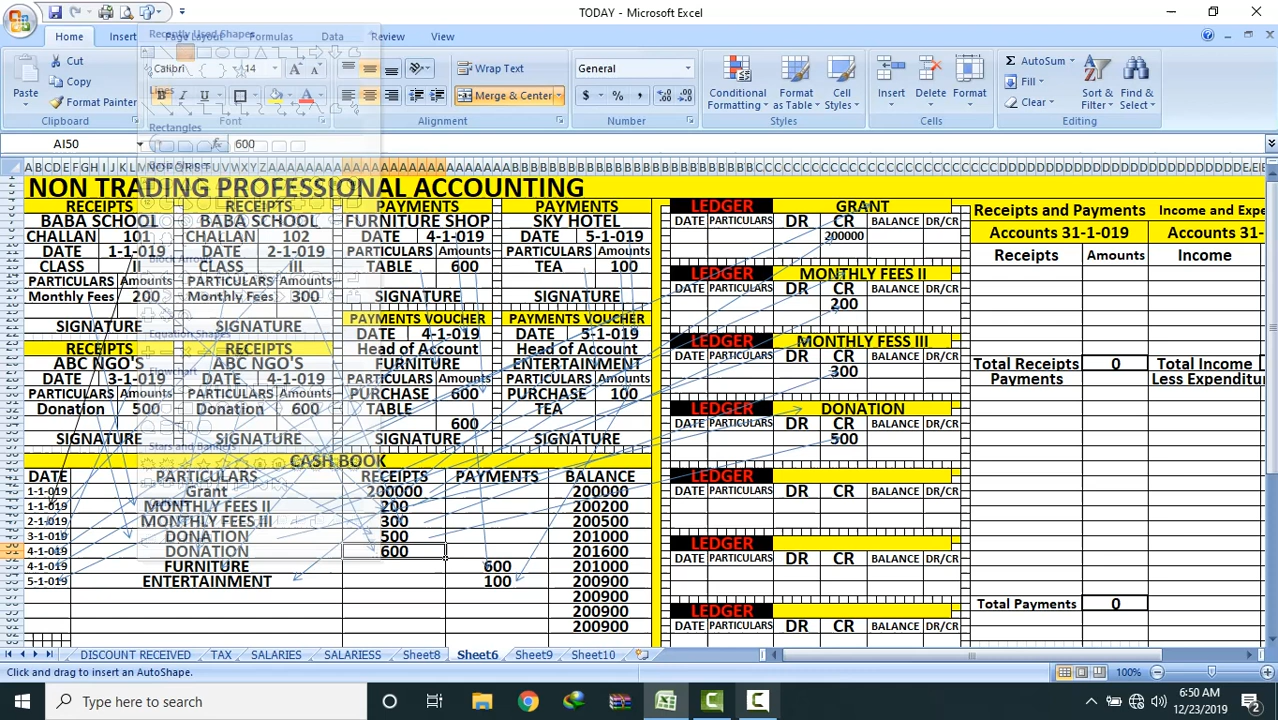 TODAY - Microsoft Excel
Home Insert Page Layout Formulas Data Review View
Recently Used Shapes
Cut
Copy
Format Painter
Paste
Clipboard
Calibri 14
B I U
Font
Lines
Wrap Text
Merge & Center
Alignment
General
$ % ,
Number
Conditional Formatting
Format as Table
Cell Styles
Styles
Insert Delete Format
Cells
AutoSum
Fill
Clear
Sort & Filter
Find & Select
Editing
Rectangles
AI50 fx 600
Basic Shapes
NON TRADING PROFESSIONAL ACCOUNTING
RECEIPTS RECEIPTS PAYMENTS PAYMENTS
BABA SCHOOL BABA SCHOOL FURNITURE SHOP SKY HOTEL
CHALLAN 101 CHALLAN 102 DATE 4-1-019 DATE 5-1-019
DATE 1-1-019 DATE 2-1-019 PARTICULARS Amounts PARTICULARS Amounts
CLASS II CLASS III TABLE 600 TEA 100
Block Arrows
PARTICULARS Amounts PARTICULARS Amounts
Monthly Fees 200 Monthly Fees 300 SIGNATURE SIGNATURE
PAYMENTS VOUCHER PAYMENTS VOUCHER
SIGNATURE SIGNATURE DATE 4-1-019 DATE 5-1-019
Equation Shapes
RECEIPTS RECEIPTS Head of Account Head of Account
ABC NGO'S ABC NGO'S FURNITURE ENTERTAINMENT
Flowchart
DATE 3-1-019 DATE 4-1-019 PARTICULARS Amounts PARTICULARS Amounts
PARTICULARS Amounts PARTICULARS Amounts PURCHASE 600 PURCHASE 100
Donation 500 Donation 600 TABLE TEA
600
SIGNATURE SIGNATURE SIGNATURE SIGNATURE
Stars and Banners
CASH BOOK
DATE PARTICULARS RECEIPTS PAYMENTS BALANCE
1-1-019 Grant 200000 200000
1-1-019 MONTHLY FEES II 200 200200
2-1-019 MONTHLY FEES III 300 200500
3-1-019 DONATION 500 201000
4-1-019 DONATION 600 201600
4-1-019 FURNITURE 600 201000
5-1-019 ENTERTAINMENT 100 200900
200900
200900
200900
LEDGER GRANT
DATE PARTICULARS DR CR BALANCE DR/CR
200000
LEDGER MONTHLY FEES II
DATE PARTICULARS DR CR BALANCE DR/CR
200
LEDGER MONTHLY FESS III
DATE PARTICULARS DR CR BALANCE DR/CR
300
LEDGER DONATION
DATE PARTICULARS DR CR BALANCE DR/CR
500
LEDGER
DATE PARTICULARS DR CR BALANCE DR/CR
LEDGER
DATE PARTICULARS DR CR BALANCE DR/CR
LEDGER
DATE PARTICULARS DR CR BALANCE DR/CR
Receipts and Payments Income and Expe
Accounts 31-1-019 Accounts 31-
Receipts Amounts Income
Total Receipts 0 Total Income
Payments Less Expenditu
Total Payments 0
DISCOUNT RECEIVED TAX SALARIES SALARIESS Sheet8 Sheet6 Sheet9 Sheet10
Click and drag to insert an AutoShape.
100%
Type here to search
6:50 AM
12/23/2019
2